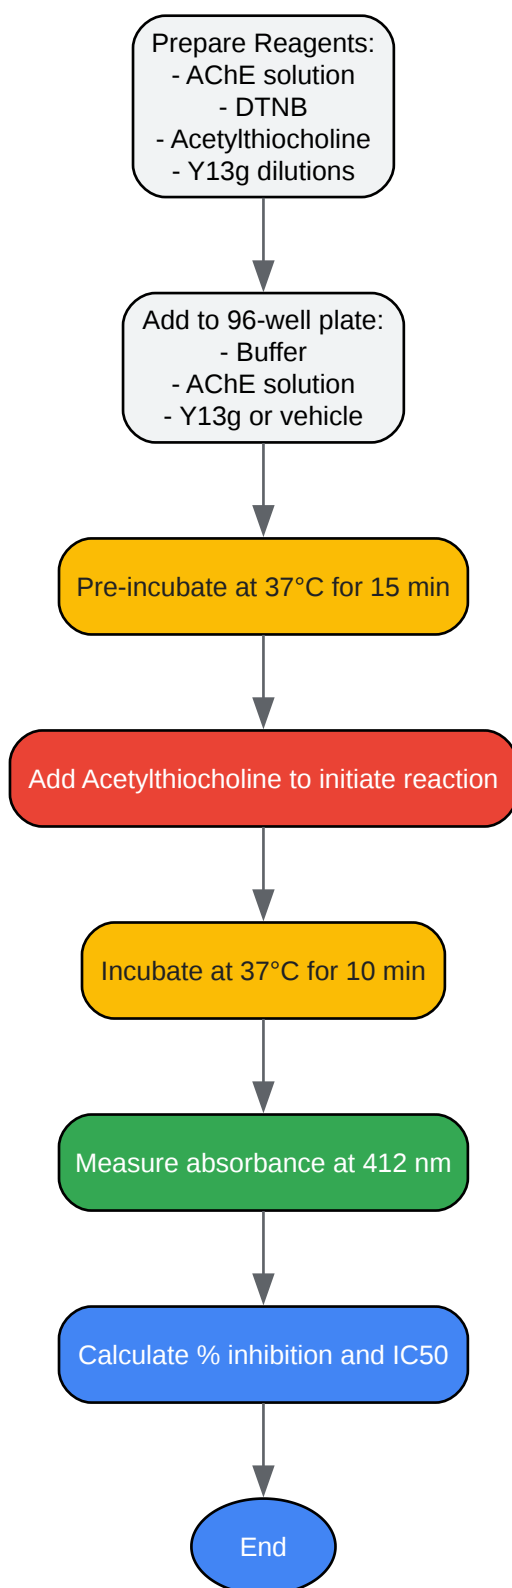 Prepare Reagents:
- AChE solution
- DTNB
- Acetylthiocholine
- Y13g dilutions
Add to 96-well plate:
- Buffer
- AChE solution
- Y13g or vehicle
Pre-incubate at 37°C for 15 min
Add Acetylthiocholine to initiate reaction
Incubate at 37°C for 10 min
Measure absorbance at 412 nm
Calculate % inhibition and IC50
End